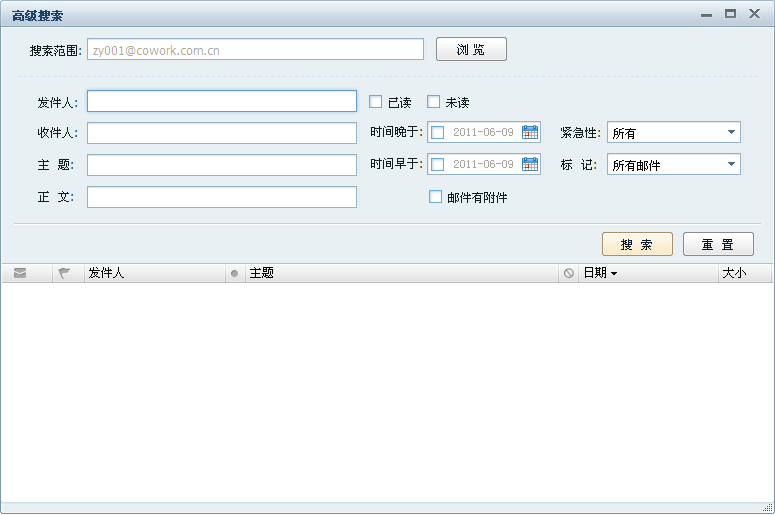 高级搜索
搜索范围: zy001@cowork.com.cn 浏 览
发件人: 已读 未读
收件人: 时间晚于: 2011-06-09 紧急性: 所有
主 题: 时间早于: 2011-06-09 标 记: 所有邮件
正 文: 邮件有附件
搜 索 重 置
发件人 主题 日期 大小